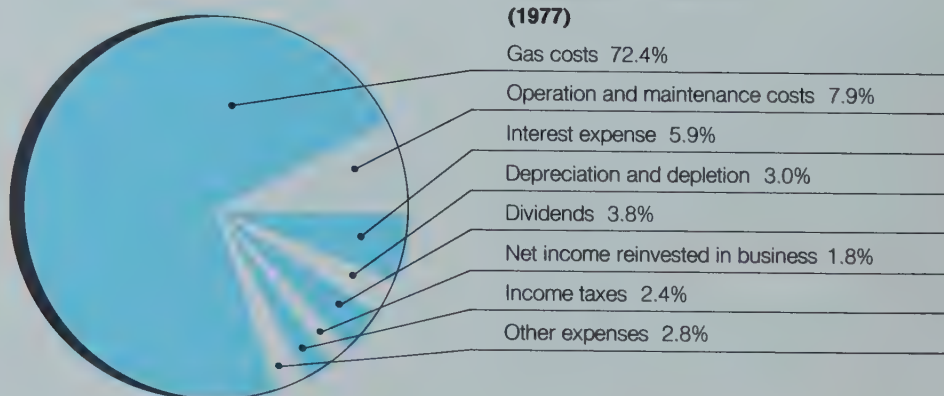 (1977)
Gas costs 72.4%
Operation and maintenance costs 7.9%
Interest expense 5.9%
Depreciation and depletion 3.0%
Dividends 3.8%
Net income reinvested in business 1.8%
Income taxes 2.4%
Other expenses 2.8%